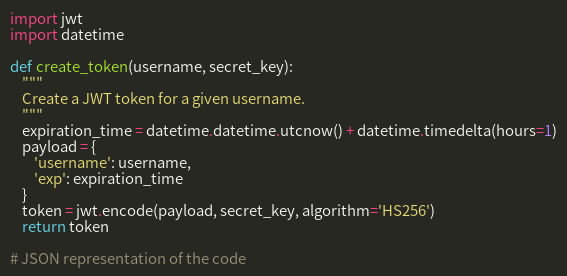 import jwt
import datetime

def create_token(username, secret_key):
    """
    Create a JWT token for a given username.
    """
    expiration_time = datetime.datetime.utcnow() + datetime.timedelta(hours=1)
    payload = {
        'username': username,
        'exp': expiration_time
    }
    token = jwt.encode(payload, secret_key, algorithm='HS256')
    return token

# JSON representation of the code